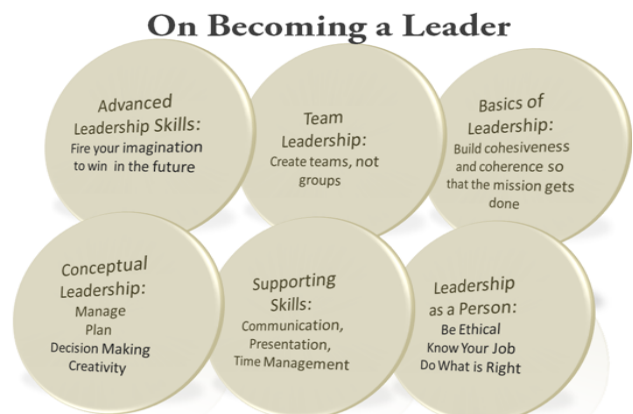 On Becoming a Leader
Advanced
Leadership Skills:
Fire your imagination
to win in the future
Team
Leadership:
Create teams, not
groups
Basics of
Leadership:
Build cohesiveness
and coherence so
that the mission gets
done
Conceptual
Leadership:
Manage
Plan
Decision Making
Creativity
Supporting
Skills:
Communication,
Presentation,
Time Management
Leadership
as a Person:
Be Ethical
Know Your Job
Do What is Right